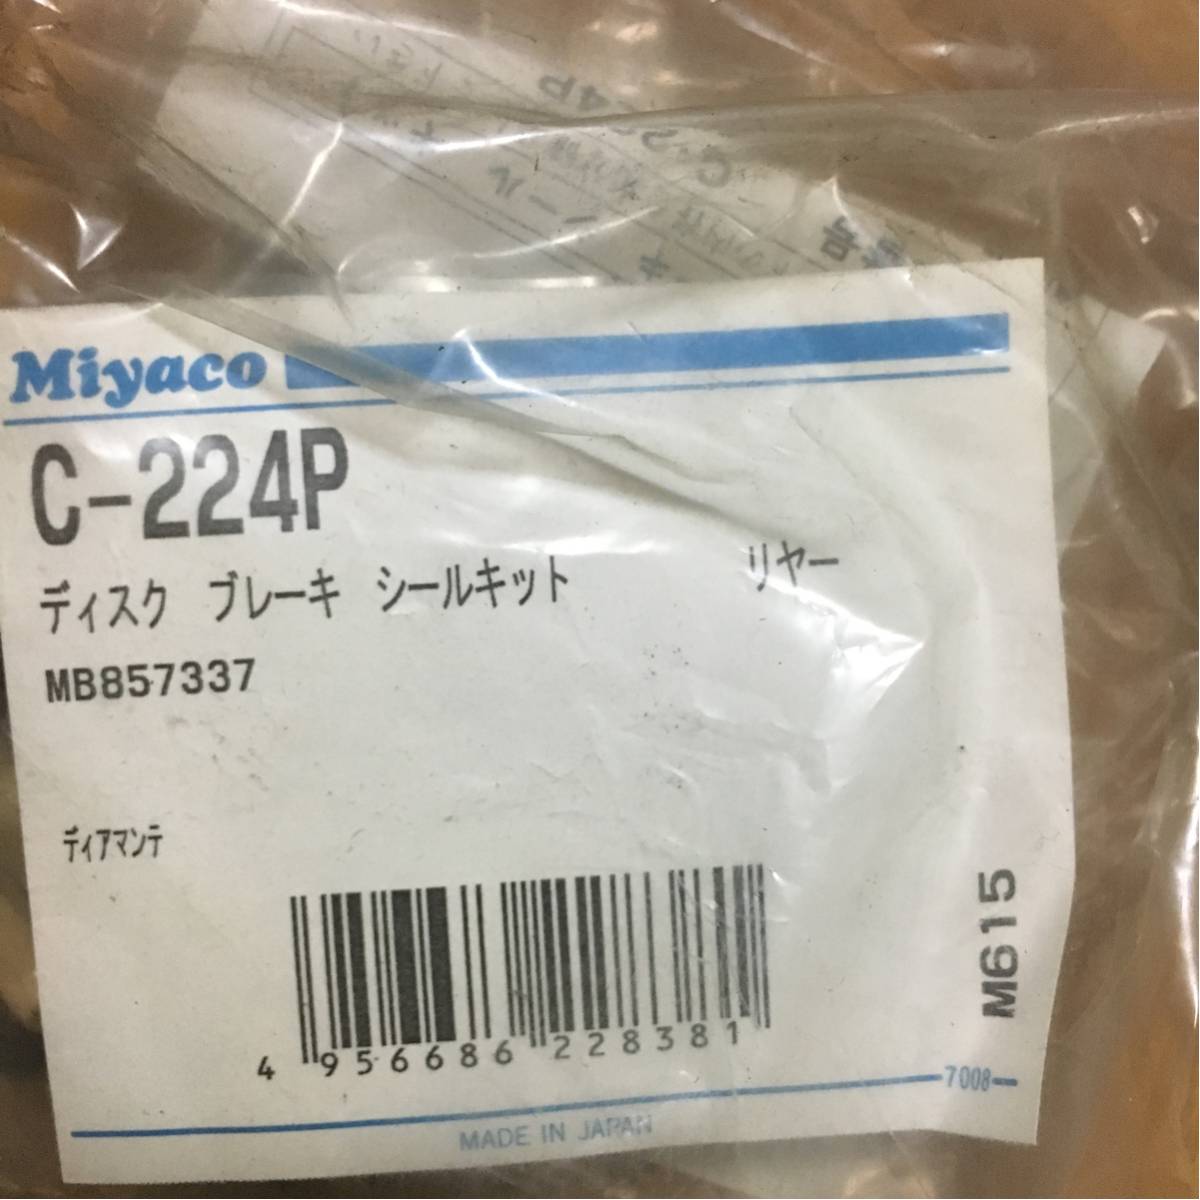 Miyaco
C-224P
ディスク ブレーキ シールキット リヤー
MB857337
ディアマンテ
M615
4 956686 228381
7008
MADE IN JAPAN